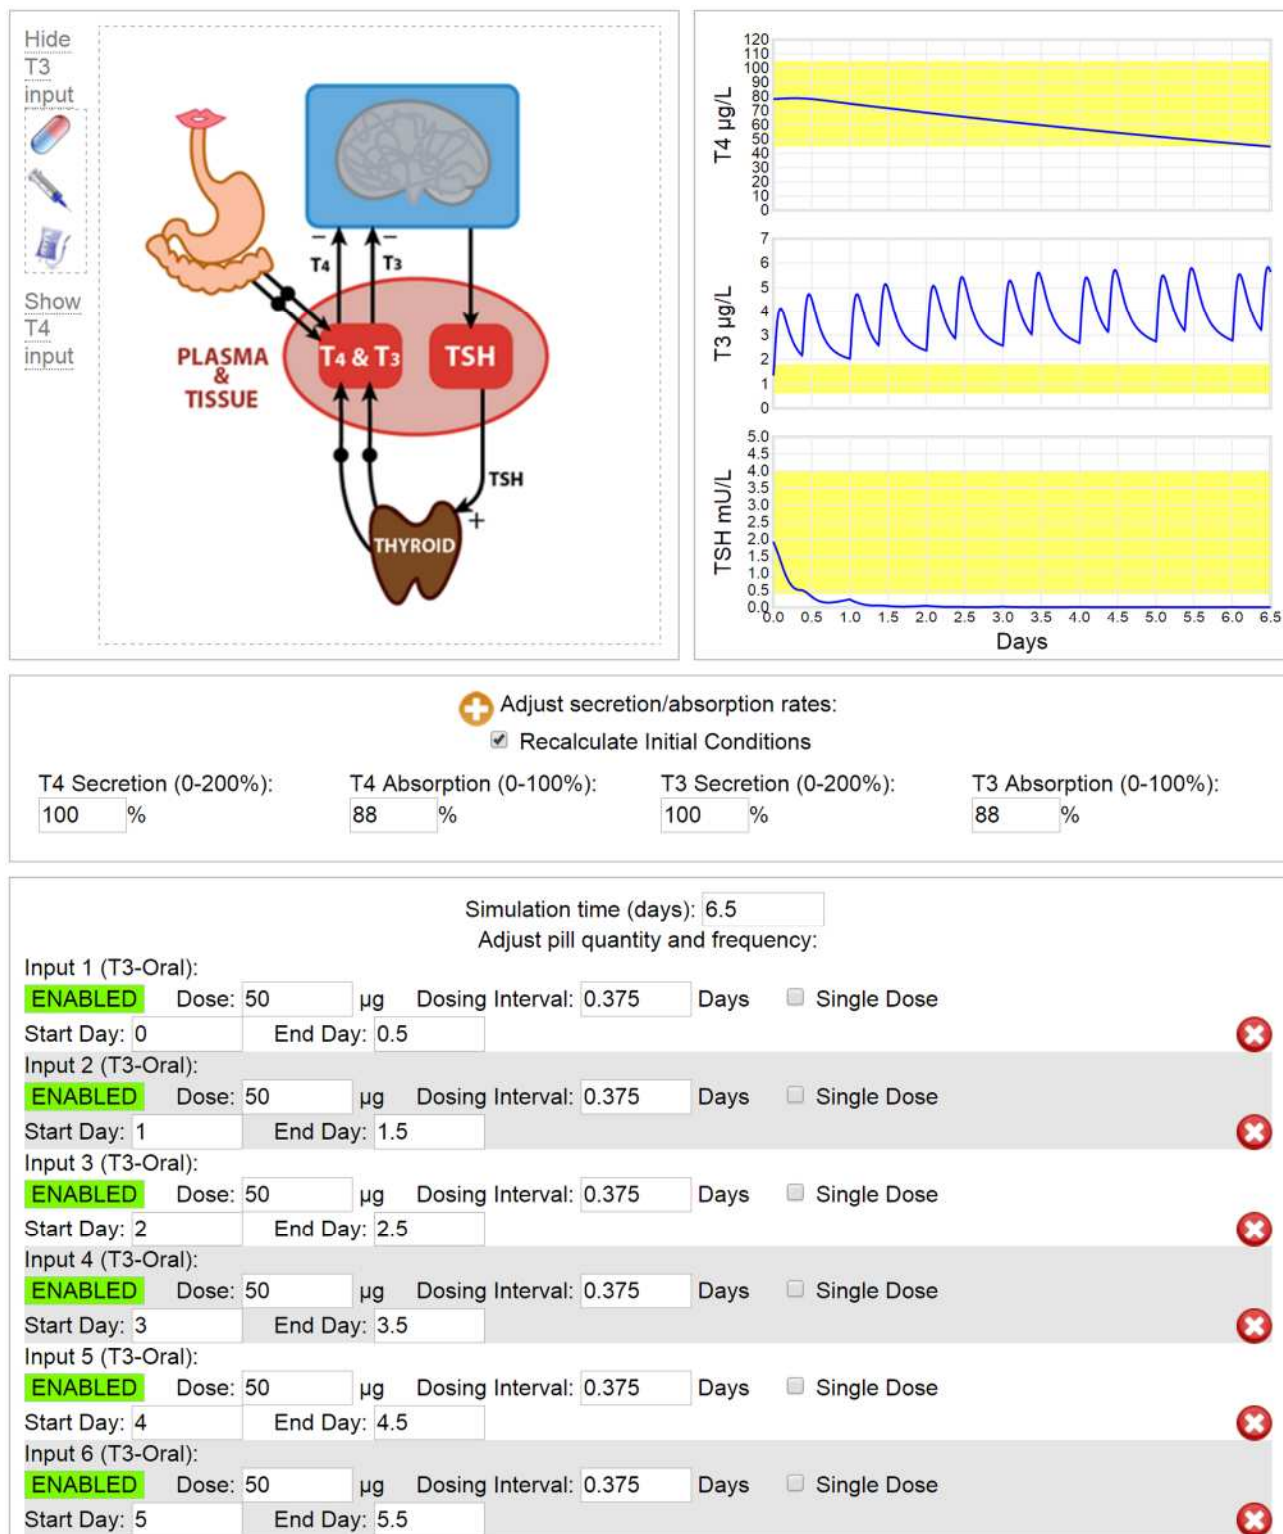 Hide
T3
input
Show
T4
input
T4
T3
PLASMA
&
TISSUE
T4 & T3
TSH
TSH
THYROID
+
T4 µg/L
120
110
100
90
80
70
60
50
40
30
20
10
0
T3 µg/L
7
6
5
4
3
2
1
0
TSH mU/L
5.0
4.5
4.0
3.5
3.0
2.5
2.0
1.5
1.0
0.5
0.0
0.0 0.5 1.0 1.5 2.0 2.5 3.0 3.5 4.0 4.5 5.0 5.5 6.0 6.5
Days
Adjust secretion/absorption rates:
Recalculate Initial Conditions
T4 Secretion (0-200%): T4 Absorption (0-100%): T3 Secretion (0-200%): T3 Absorption (0-100%):
100 % 88 % 100 % 88 %
Simulation time (days): 6.5
Adjust pill quantity and frequency:
Input 1 (T3-Oral):
ENABLED Dose: 50 µg Dosing Interval: 0.375 Days Single Dose
Start Day: 0 End Day: 0.5
Input 2 (T3-Oral):
ENABLED Dose: 50 µg Dosing Interval: 0.375 Days Single Dose
Start Day: 1 End Day: 1.5
Input 3 (T3-Oral):
ENABLED Dose: 50 µg Dosing Interval: 0.375 Days Single Dose
Start Day: 2 End Day: 2.5
Input 4 (T3-Oral):
ENABLED Dose: 50 µg Dosing Interval: 0.375 Days Single Dose
Start Day: 3 End Day: 3.5
Input 5 (T3-Oral):
ENABLED Dose: 50 µg Dosing Interval: 0.375 Days Single Dose
Start Day: 4 End Day: 4.5
Input 6 (T3-Oral):
ENABLED Dose: 50 µg Dosing Interval: 0.375 Days Single Dose
Start Day: 5 End Day: 5.5